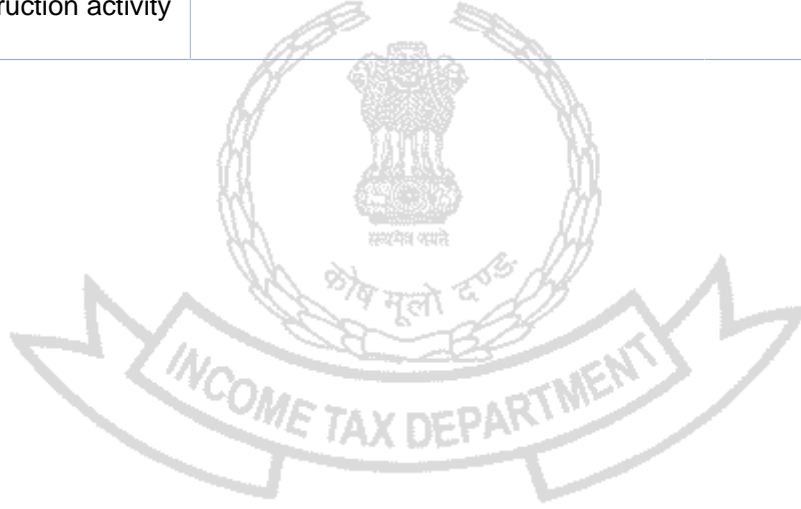 ruction activity
सत्यमेव जयते
कोष मूलो दण्डः
INCOME TAX DEPARTMENT